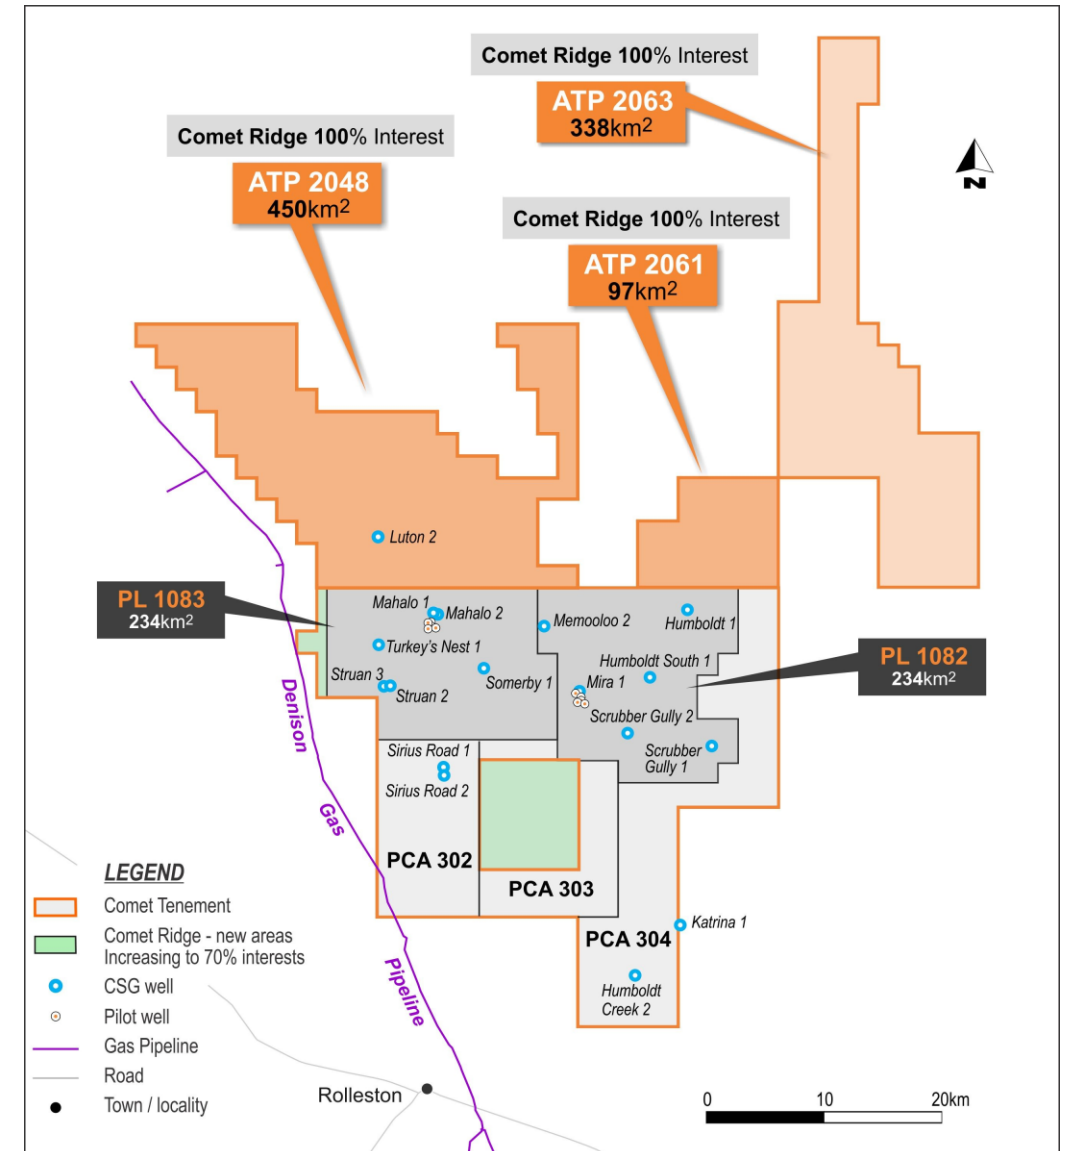 Comet Ridge 100% Interest
ATP 2063
338km2
Comet Ridge 100% Interest
ATP 2048
450km2
N
Comet Ridge 100% Interest
ATP 2061
97km2
Luton 2
PL 1083
234km2
Mahalo 1
Mahalo 2
Memooloo 2
Humboldt 1
Turkey's Nest 1
Humboldt South 1
PL 1082
234km2
Struan 3
Struan 2
Somerby 1
Mira 1
Scrubber Gully 2
Scrubber
Gully 1
Denison
Gas
Pipeline
Sirius Road 1
Sirius Road 2
PCA 302
PCA 303
PCA 304
Katrina 1
Humboldt
Creek 2
LEGEND
Comet Tenement
Comet Ridge - new areas
Increasing to 70% interests
CSG well
Pilot well
Gas Pipeline
Road
Town / locality
Rolleston
0 10 20km